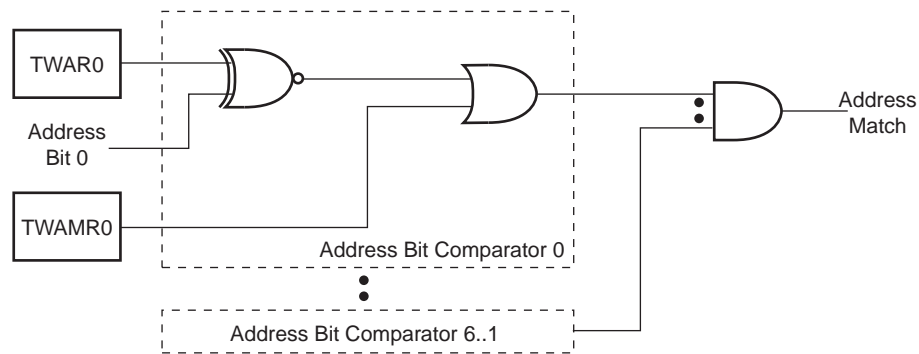 TWAR0
Address
Bit 0
TWAMR0
Address Bit Comparator 0
Address
Match
Address Bit Comparator 6..1